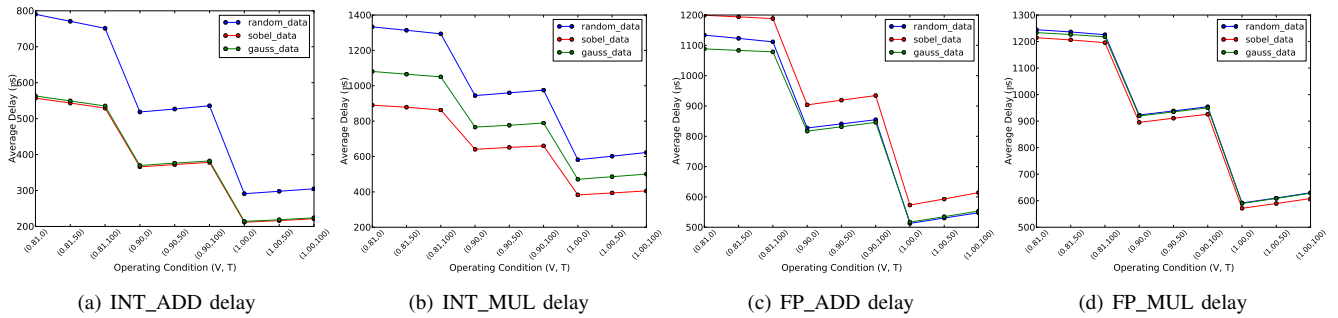 800
700
600
500
400
300
200
Average Delay (ps)
random_data
sobel_data
gauss_data
(0.81,0)
(0.81,50)
(0.81,100)
(0.90,0)
(0.90,50)
(0.90,100)
(1.00,0)
(1.00,50)
(1.00,100)
Operating Condition (V, T)
(a) INT_ADD delay
1400
1200
1000
800
600
400
200
Average Delay (ps)
random_data
sobel_data
gauss_data
(0.81,0)
(0.81,50)
(0.81,100)
(0.90,0)
(0.90,50)
(0.90,100)
(1.00,0)
(1.00,50)
(1.00,100)
Operating Condition (V, T)
(b) INT_MUL delay
1200
1100
1000
900
800
700
600
500
Average Delay (ps)
random_data
sobel_data
gauss_data
(0.81,0)
(0.81,50)
(0.81,100)
(0.90,0)
(0.90,50)
(0.90,100)
(1.00,0)
(1.00,50)
(1.00,100)
Operating Condition (V, T)
(c) FP_ADD delay
1300
1200
1100
1000
900
800
700
600
500
Average Delay (ps)
random_data
sobel_data
gauss_data
(0.81,0)
(0.81,50)
(0.81,100)
(0.90,0)
(0.90,50)
(0.90,100)
(1.00,0)
(1.00,50)
(1.00,100)
Operating Condition (V, T)
(d) FP_MUL delay